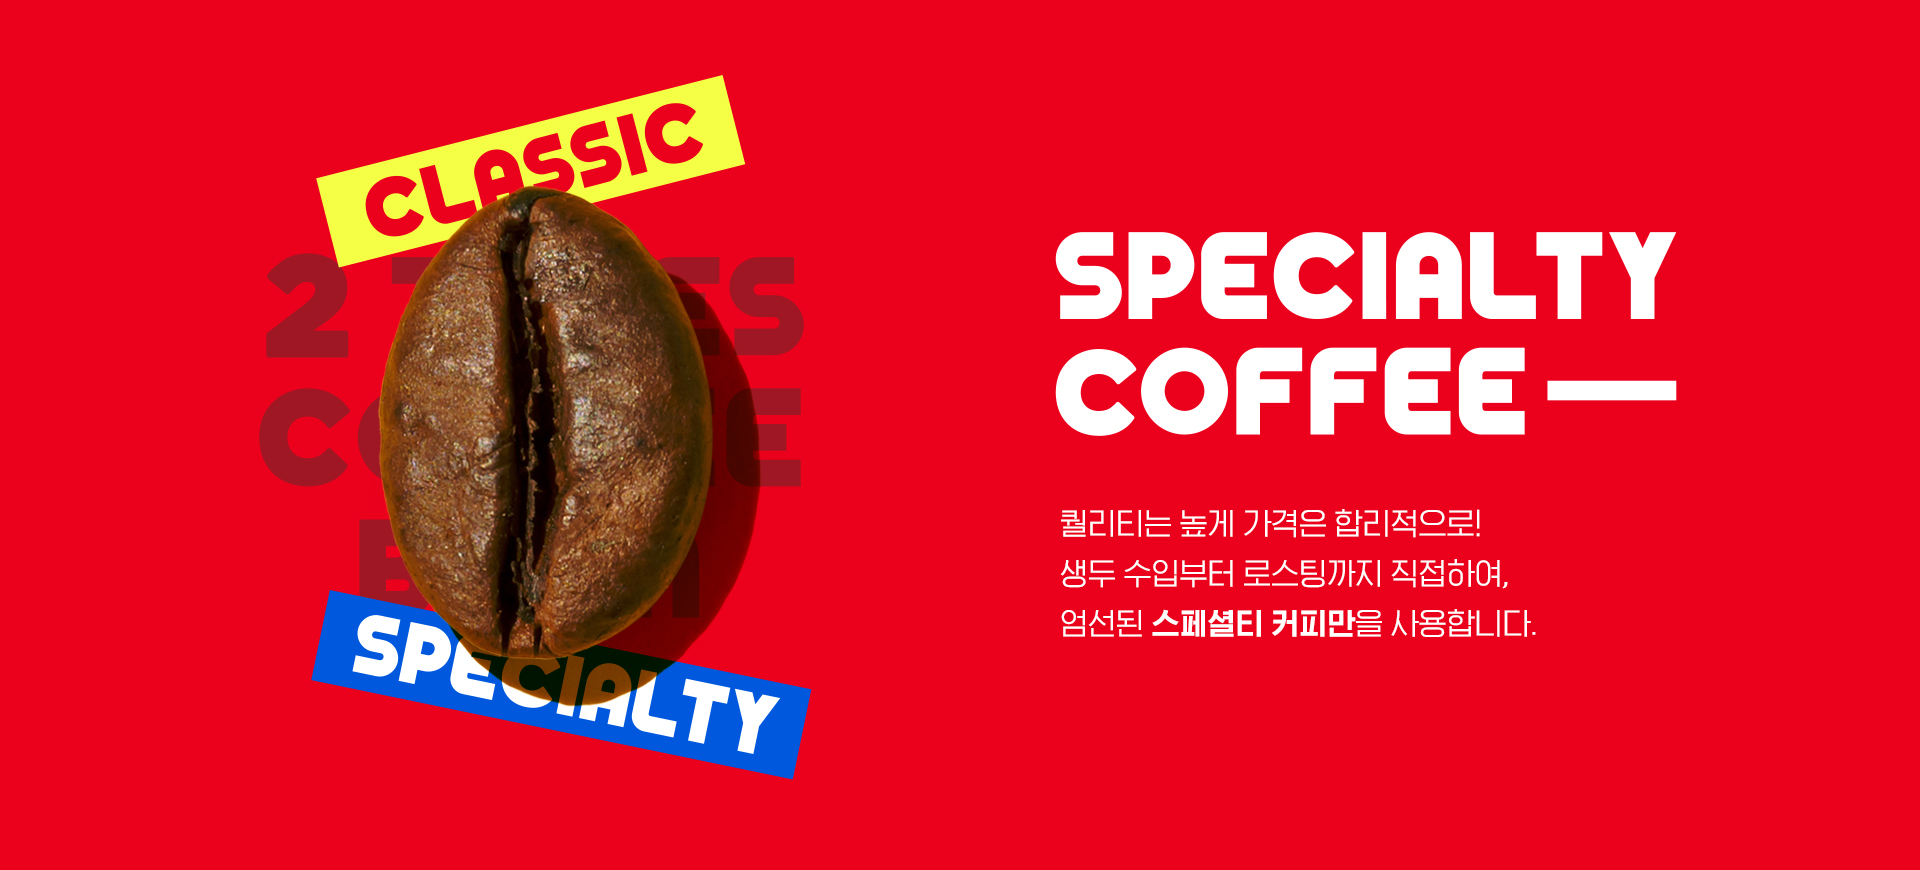 CLASSIC
2
SPECIALTY
SPECIALTY
COFFEE
퀄리티는 높게 가격은 합리적으로!
생두 수입부터 로스팅까지 직접하여,
엄선된 스페셜티 커피만을 사용합니다.